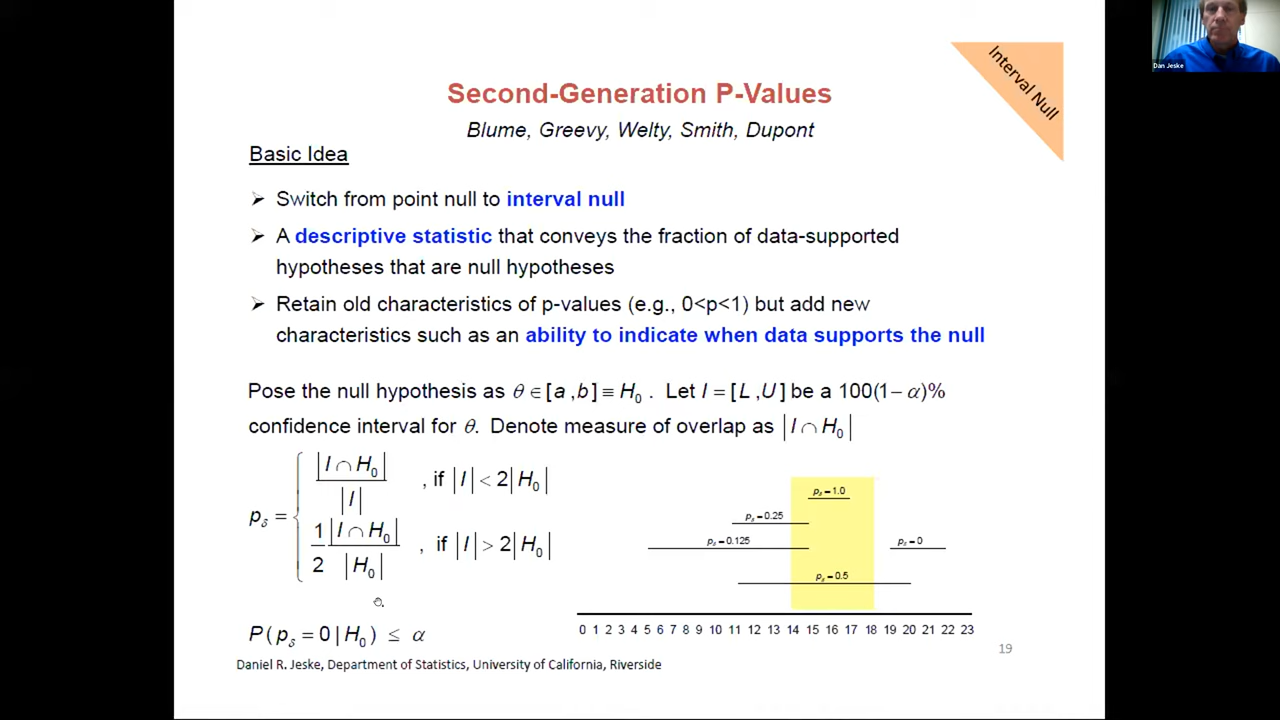 Dan Jeske
Interval Null
Second-Generation P-Values
Blume, Greevy, Welty, Smith, Dupont
Basic Idea
➢ Switch from point null to interval null
➢ A descriptive statistic that conveys the fraction of data-supported
hypotheses that are null hypotheses
➢ Retain old characteristics of p-values (e.g., 0<p<1) but add new
characteristics such as an ability to indicate when data supports the null
Pose the null hypothesis as θ ∈ [a ,b] ≡ H₀ . Let I = [L ,U] be a 100(1− α)%
confidence interval for θ. Denote measure of overlap as |I ∩ H₀|
p_δ = { |I ∩ H₀| / |I| , if |I| < 2|H₀|
1/2 |I ∩ H₀| / |H₀| , if |I| > 2|H₀|
p_δ = 1.0
p_δ = 0.25
p_δ = 0.125
p_δ = 0
p_δ = 0.5
0 1 2 3 4 5 6 7 8 9 10 11 12 13 14 15 16 17 18 19 20 21 22 23
P(p_δ = 0 | H₀) ≤ α
19
Daniel R. Jeske, Department of Statistics, University of California, Riverside